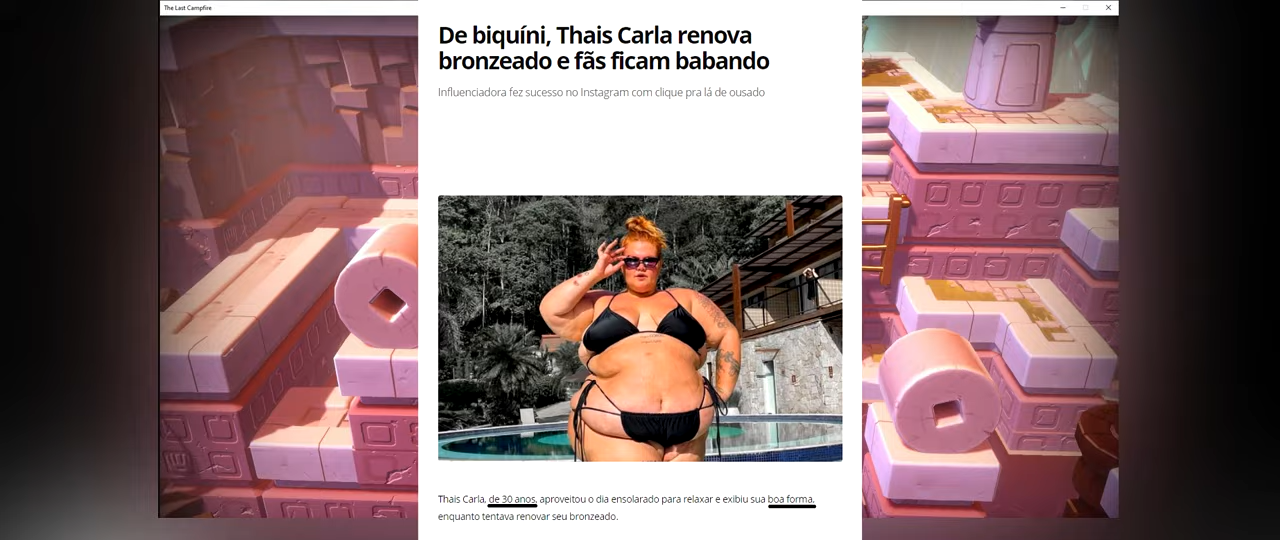 The Last Campfire
De biquíni, Thais Carla renova
bronzeado e fãs ficam babando
Influenciadora fez sucesso no Instagram com clique pra lá de ousado
Thais Carla, de 30 anos, aproveitou o dia ensolarado para relaxar e exibiu sua boa forma,
enquanto tentava renovar seu bronzeado.